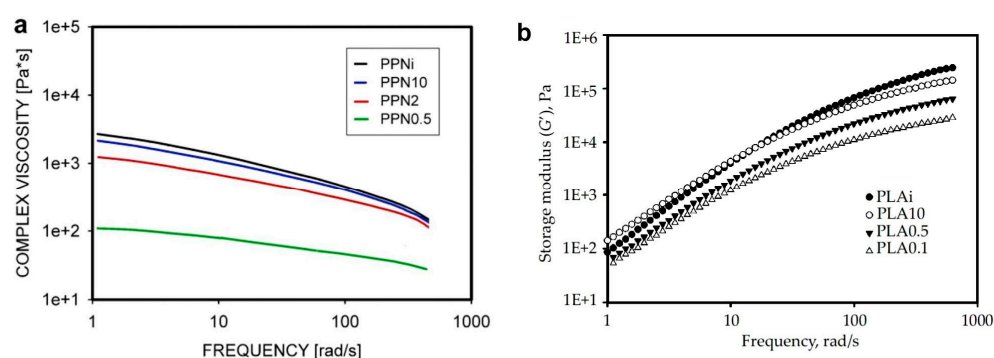 a
1e+5
1e+4
1e+3
1e+2
1e+1
COMPLEX VISCOSITY [Pa*s]
PPNi
PPN10
PPN2
PPN0.5
1
10
100
1000
FREQUENCY [rad/s]
b
1E+6
1E+5
1E+4
1E+3
1E+2
1E+1
Storage modulus (G′), Pa
PLAi
PLA10
PLA0.5
PLA0.1
1
10
100
1000
Frequency, rad/s